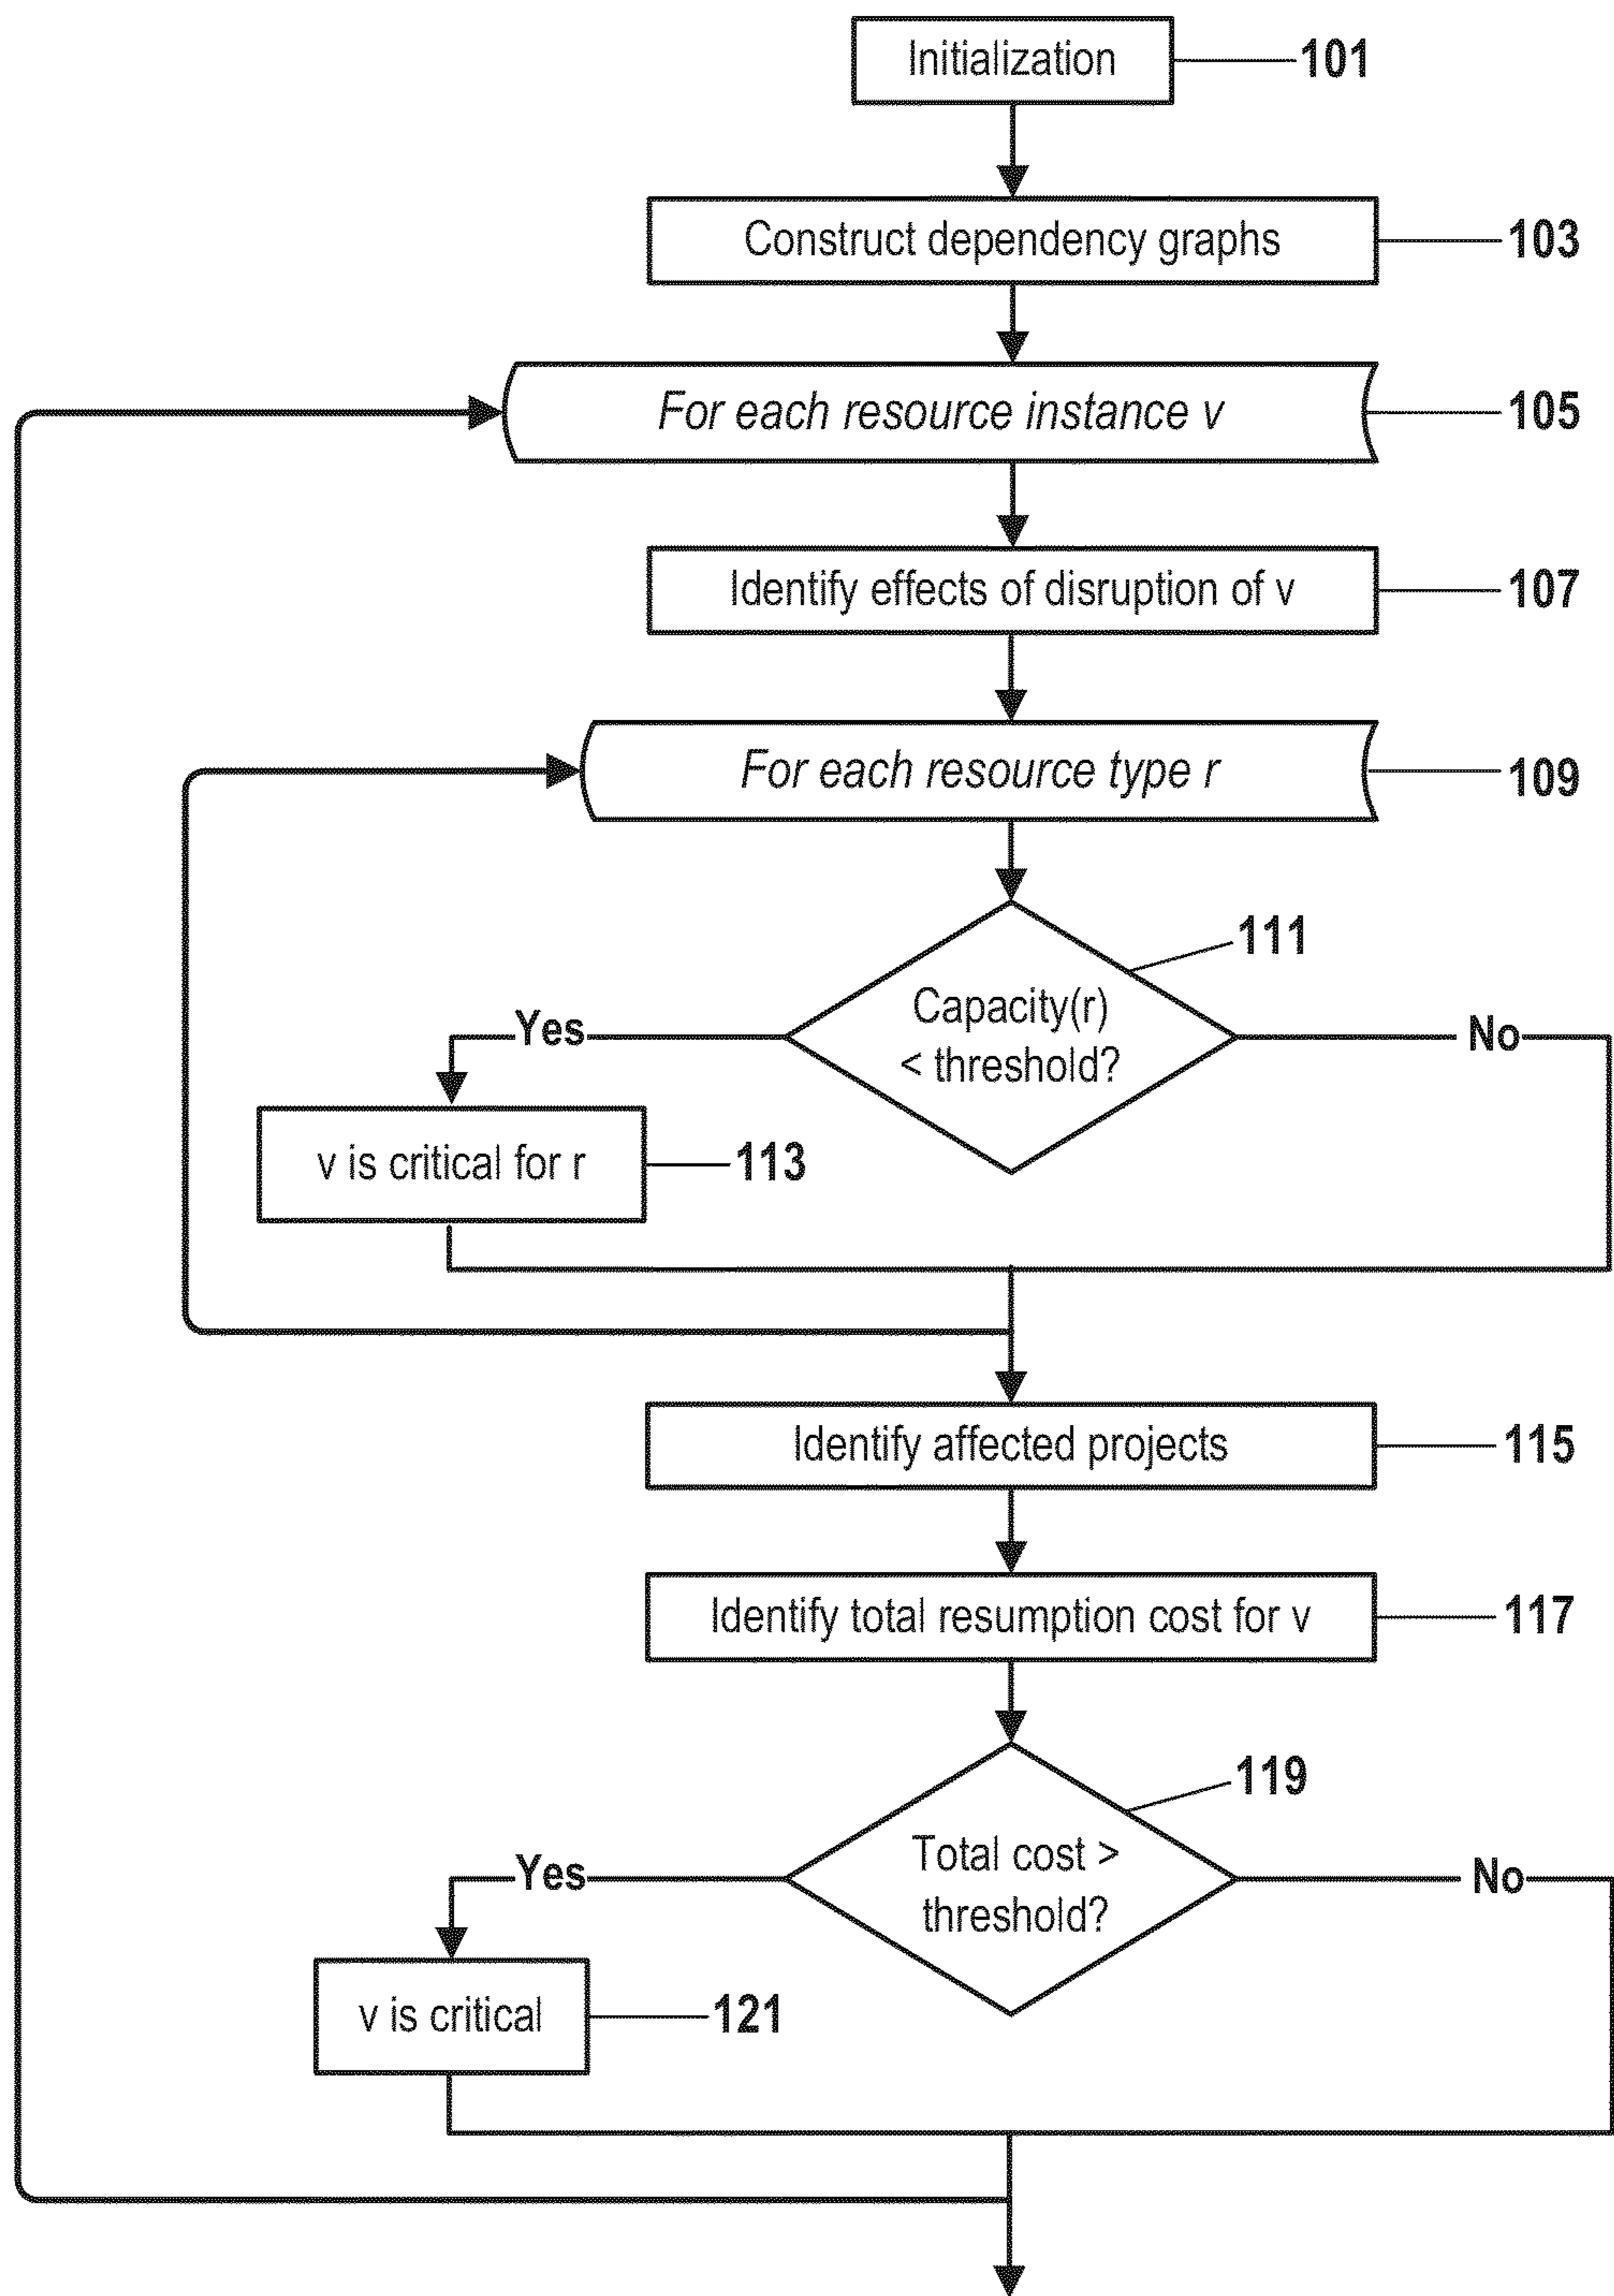 Initialization
101
Construct dependency graphs
103
For each resource instance v
105
Identify effects of disruption of v
107
For each resource type r
109
111
Capacity(r)
< threshold?
Yes
No
v is critical for r
113
Identify affected projects
115
Identify total resumption cost for v
117
119
Total cost >
threshold?
Yes
No
v is critical
121